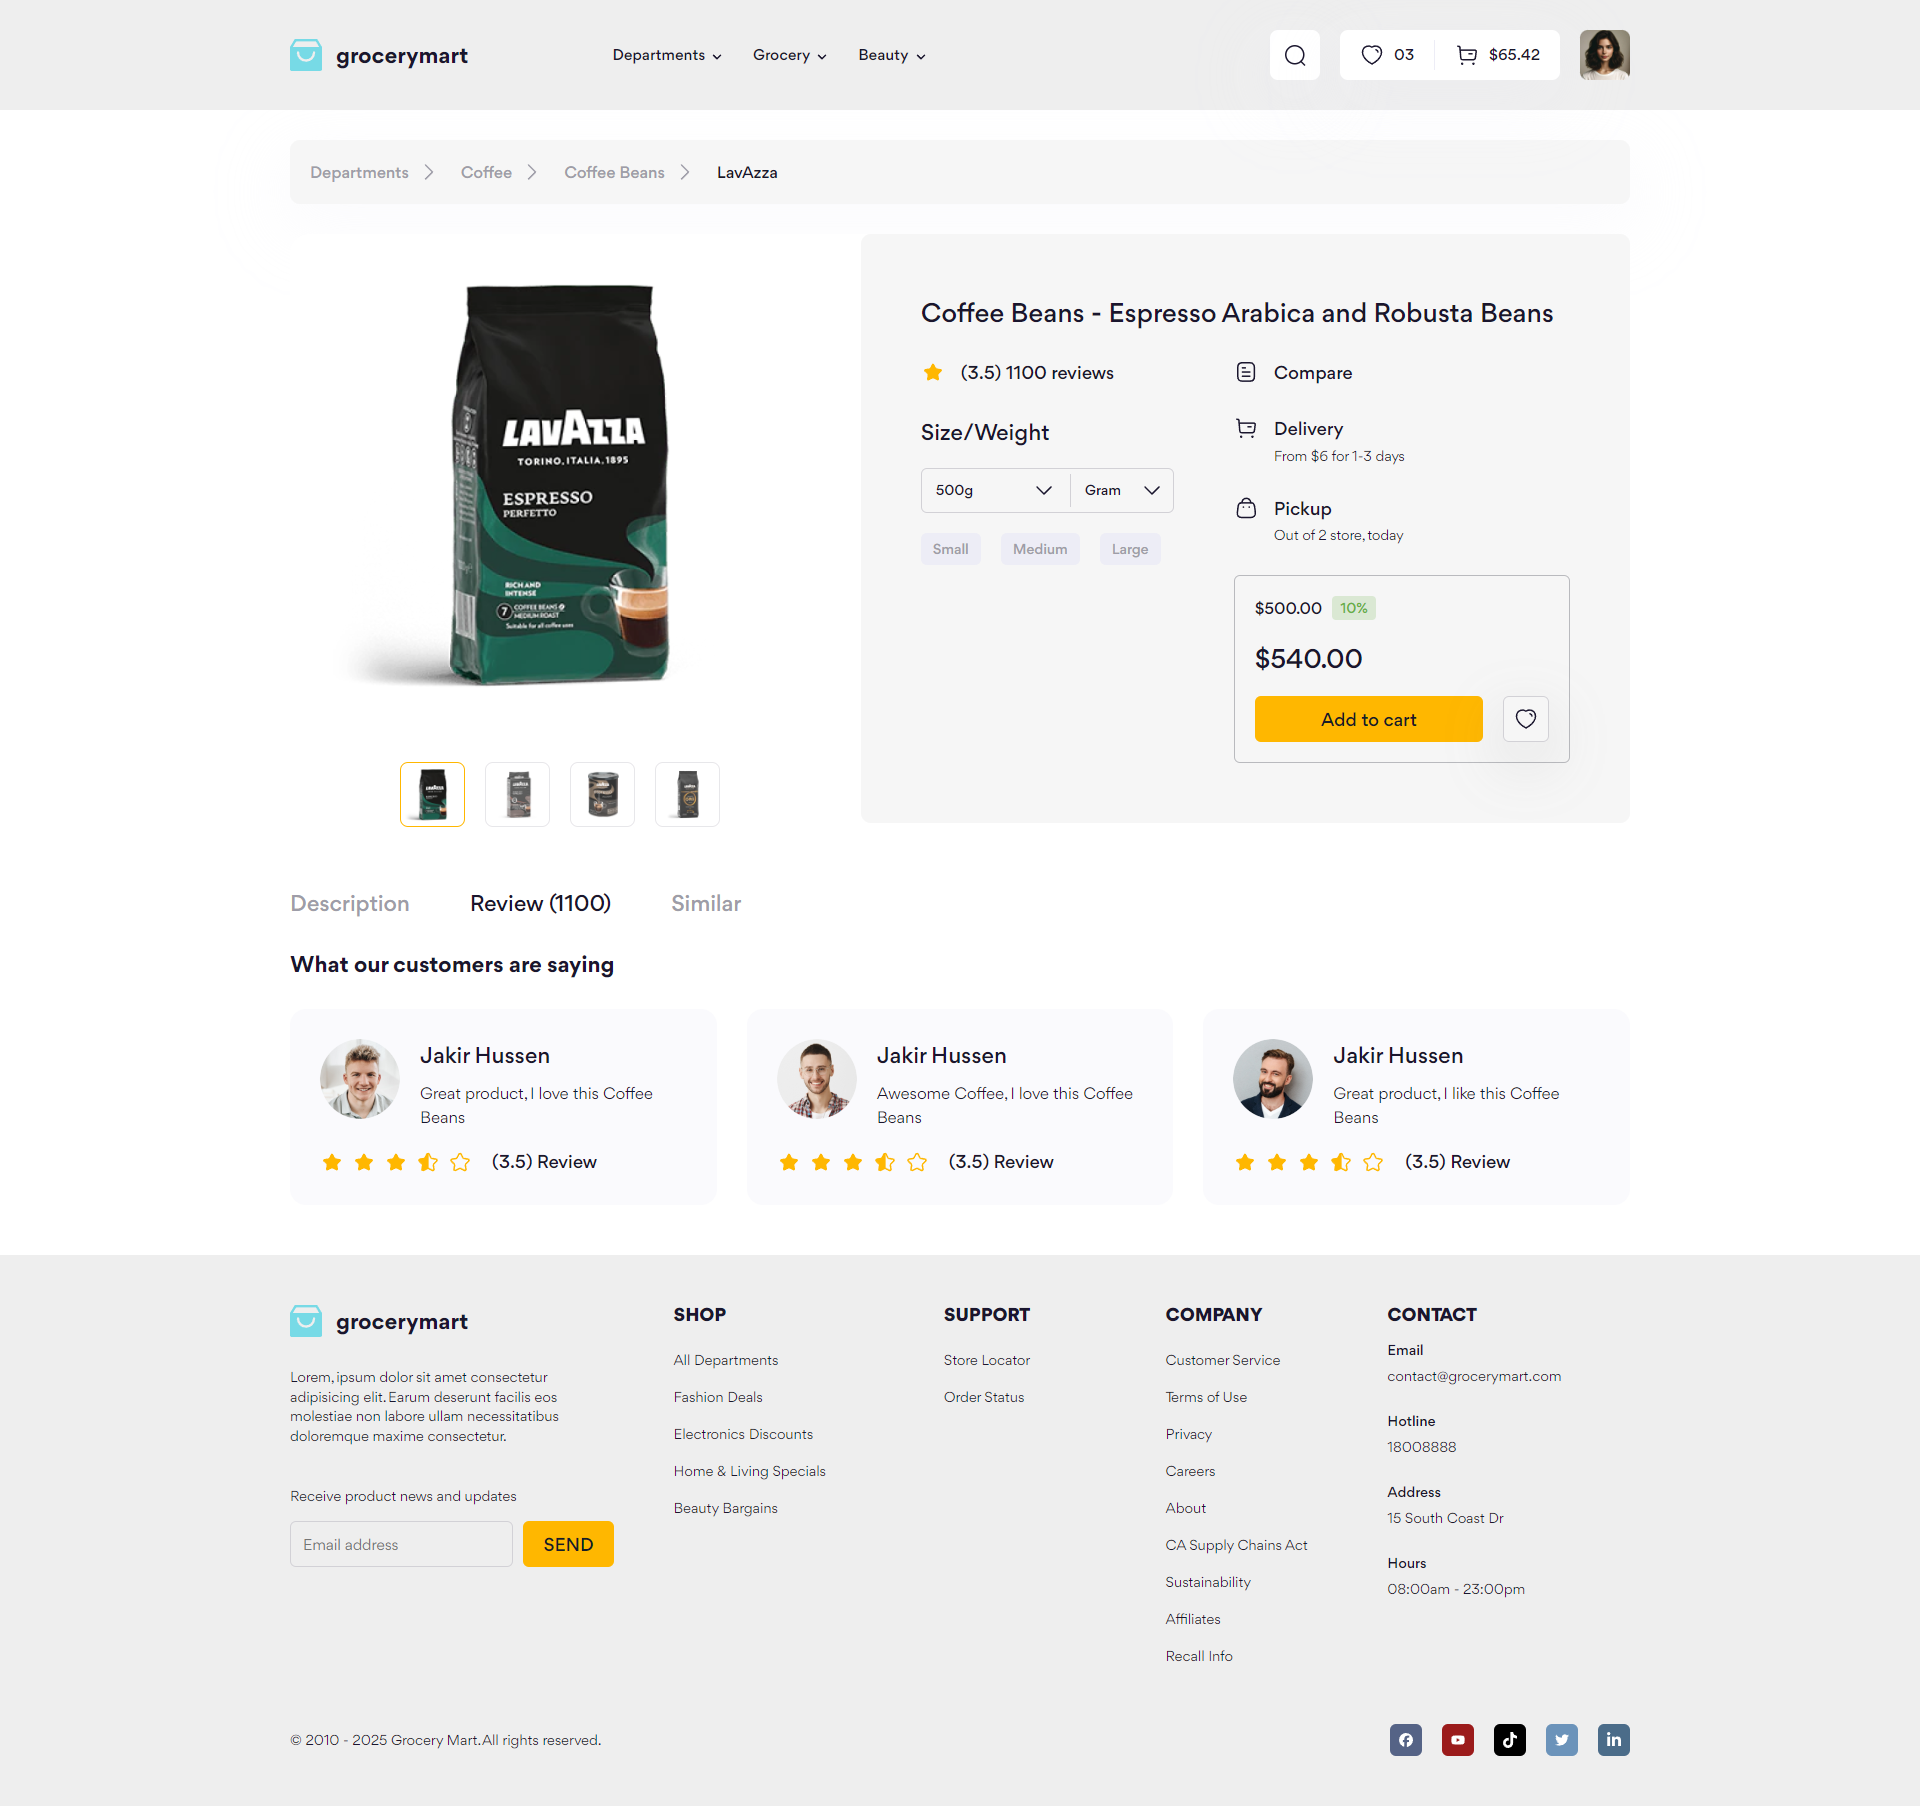 grocerymart
Departments
Grocery
Beauty
03
$65.42
Departments
Coffee
Coffee Beans
LavAzza
LAVAZZA
TORINO, ITALIA, 1895
ESPRESSO
PERFETTO
RICH AND
INTENSE
7
COFFEE BEANS
MEDIUM ROAST
Suitable for all coffee uses
Coffee Beans - Espresso Arabica and Robusta Beans
(3.5) 1100 reviews
Size/Weight
500g
Gram
Small
Medium
Large
Compare
Delivery
From $6 for 1-3 days
Pickup
Out of 2 store, today
$500.00
10%
$540.00
Add to cart
Description
Review (1100)
Similar
What our customers are saying
Jakir Hussen
Great product, I love this Coffee
Beans
(3.5) Review
Jakir Hussen
Awesome Coffee, I love this Coffee
Beans
(3.5) Review
Jakir Hussen
Great product, I like this Coffee
Beans
(3.5) Review
grocerymart
Lorem, ipsum dolor sit amet consectetur
adipisicing elit. Earum deserunt facilis eos
molestiae non labore ullam necessitatibus
doloremque maxime consectetur.
Receive product news and updates
Email address
SEND
SHOP
All Departments
Fashion Deals
Electronics Discounts
Home & Living Specials
Beauty Bargains
SUPPORT
Store Locator
Order Status
COMPANY
Customer Service
Terms of Use
Privacy
Careers
About
CA Supply Chains Act
Sustainability
Affiliates
Recall Info
CONTACT
Email
contact@grocerymart.com
Hotline
18008888
Address
15 South Coast Dr
Hours
08:00am - 23:00pm
© 2010 - 2025 Grocery Mart. All rights reserved.